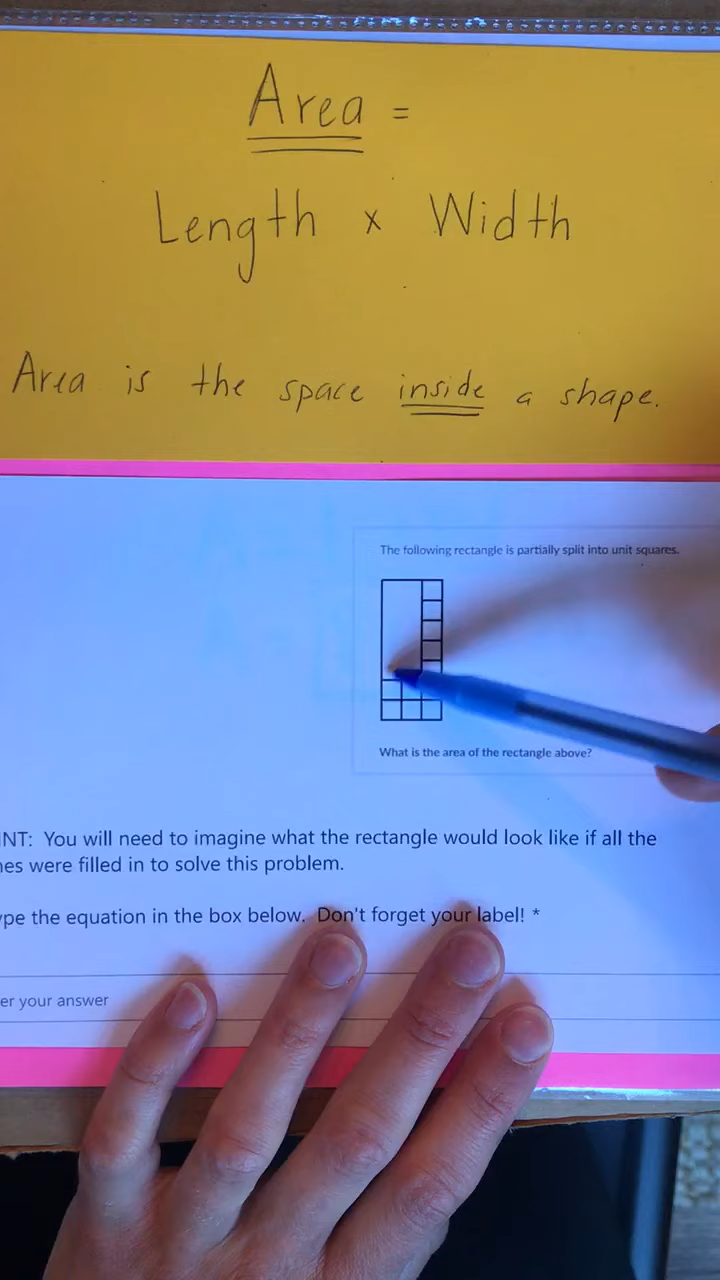 Area =
Length x Width
Area is the space inside a shape.
The following rectangle is partially split into unit squares.
What is the area of the rectangle above?
NT: You will need to imagine what the rectangle would look like if all the
nes were filled in to solve this problem.
pe the equation in the box below. Don't forget your label! *
er your answer